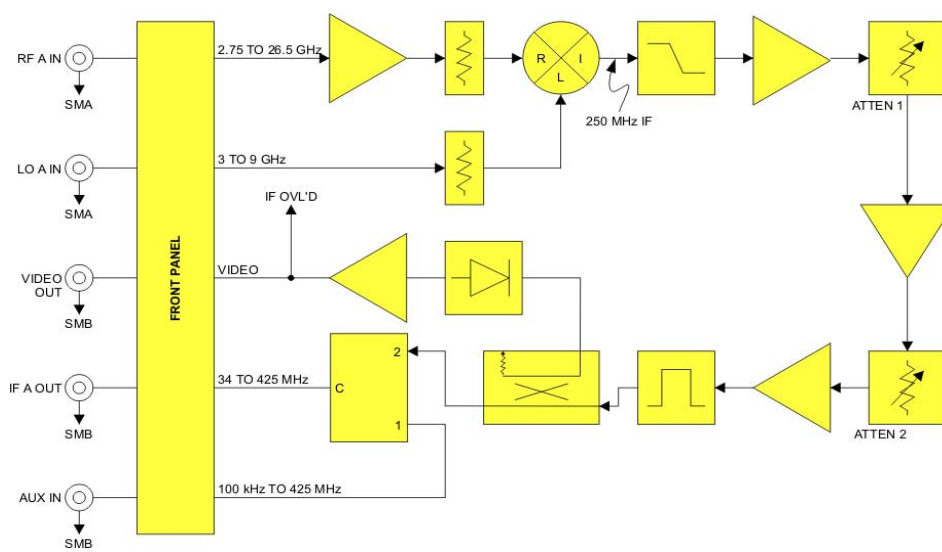 RF A IN
SMA
LO A IN
SMA
VIDEO
OUT
SMB
IF A OUT
SMB
AUX IN
SMB
FRONT PANEL
2.75 TO 26.5 GHz
3 TO 9 GHz
IF OVL'D
VIDEO
34 TO 425 MHz
100 kHz TO 425 MHz
R
I
L
250 MHz IF
ATTEN 1
ATTEN 2
2
C
1
+